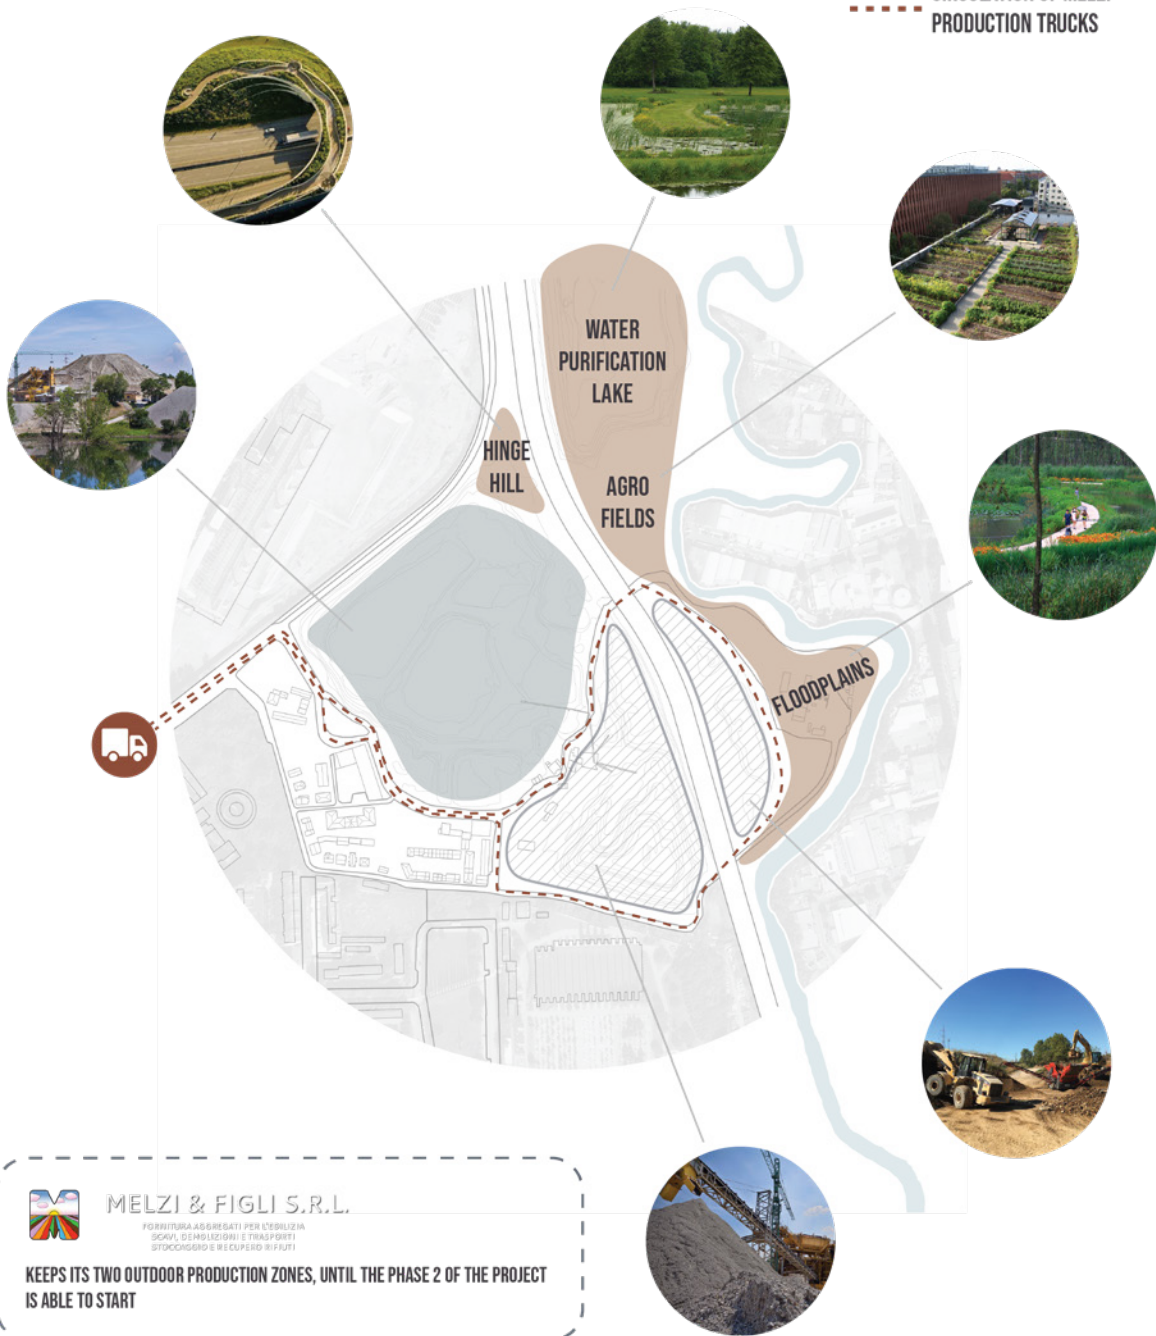 PRODUCTION TRUCKS
WATER
PURIFICATION
LAKE
HINGE
HILL
AGRO
FIELDS
FLOODPLAINS
MELZI & FIGLI S.R.L.
FORNITURA AGGREGATI PER L'EDILIZIA
SCAVI, DEMOLIZIONI E TRASPORTI
STOCCAGGIO E RECUPERO RIFIUTI
KEEPS ITS TWO OUTDOOR PRODUCTION ZONES, UNTIL THE PHASE 2 OF THE PROJECT
IS ABLE TO START